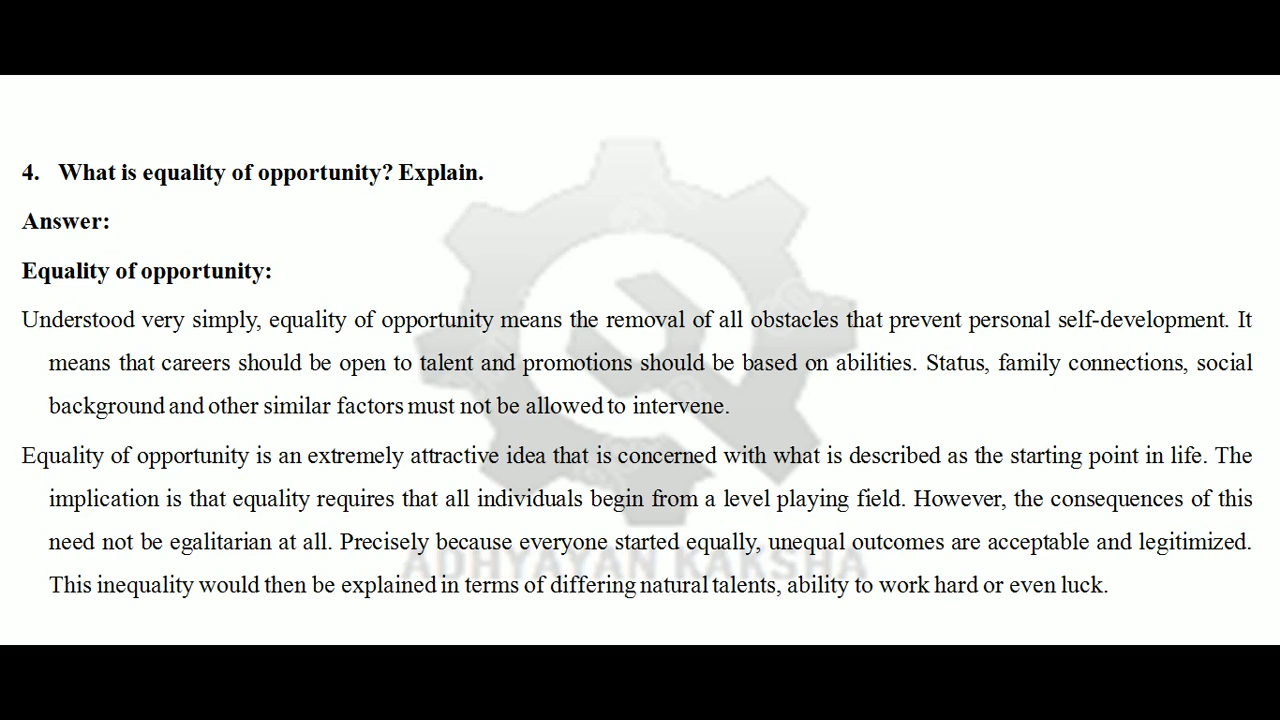 4. What is equality of opportunity? Explain.
Answer:
Equality of opportunity:
Understood very simply, equality of opportunity means the removal of all obstacles that prevent personal self-development. It
means that careers should be open to talent and promotions should be based on abilities. Status, family connections, social
background and other similar factors must not be allowed to intervene.
Equality of opportunity is an extremely attractive idea that is concerned with what is described as the starting point in life. The
implication is that equality requires that all individuals begin from a level playing field. However, the consequences of this
need not be egalitarian at all. Precisely because everyone started equally, unequal outcomes are acceptable and legitimized.
ADHYAYAN KAKSHA
This inequality would then be explained in terms of differing natural talents, ability to work hard or even luck.